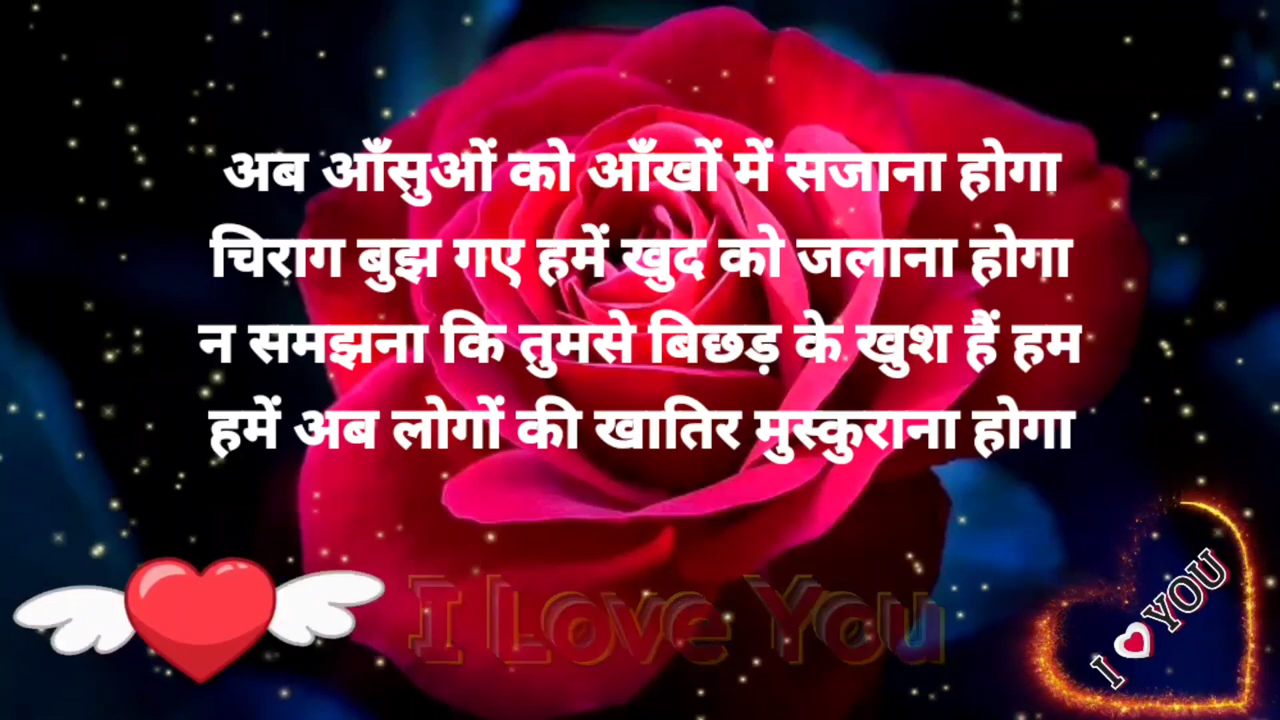 अब आँसुओं को आँखों में सजाना होगा
चिराग बुझ गए हमें खुद को जलाना होगा
न समझना कि तुमसे बिछड़ के खुश हैं हम
हमें अब लोगों की खातिर मुस्कुराना होगा
I Love You
I ❤ YOU